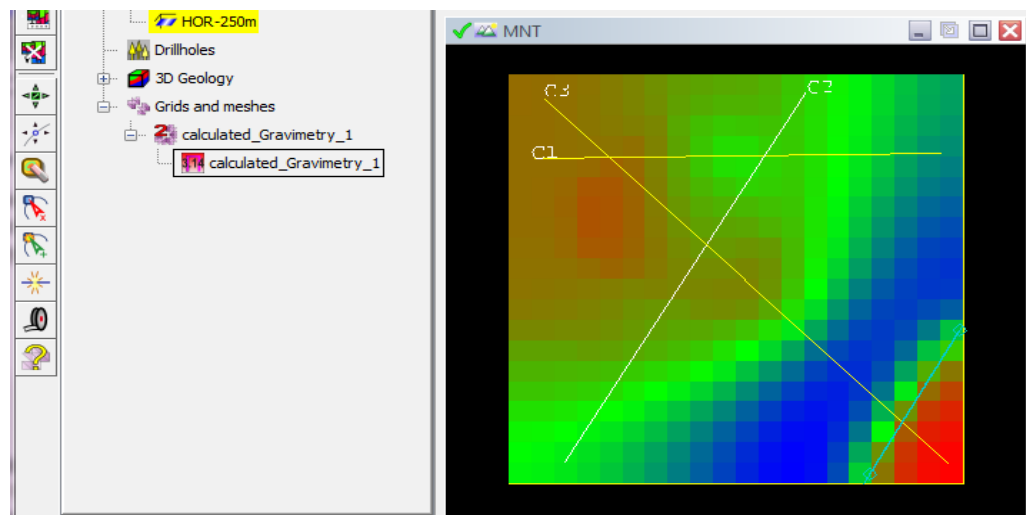 HOR-250m
Drillholes
3D Geology
Grids and meshes
calculated_Gravimetry_1
3.14 calculated_Gravimetry_1
MNT
C3
C2
C1